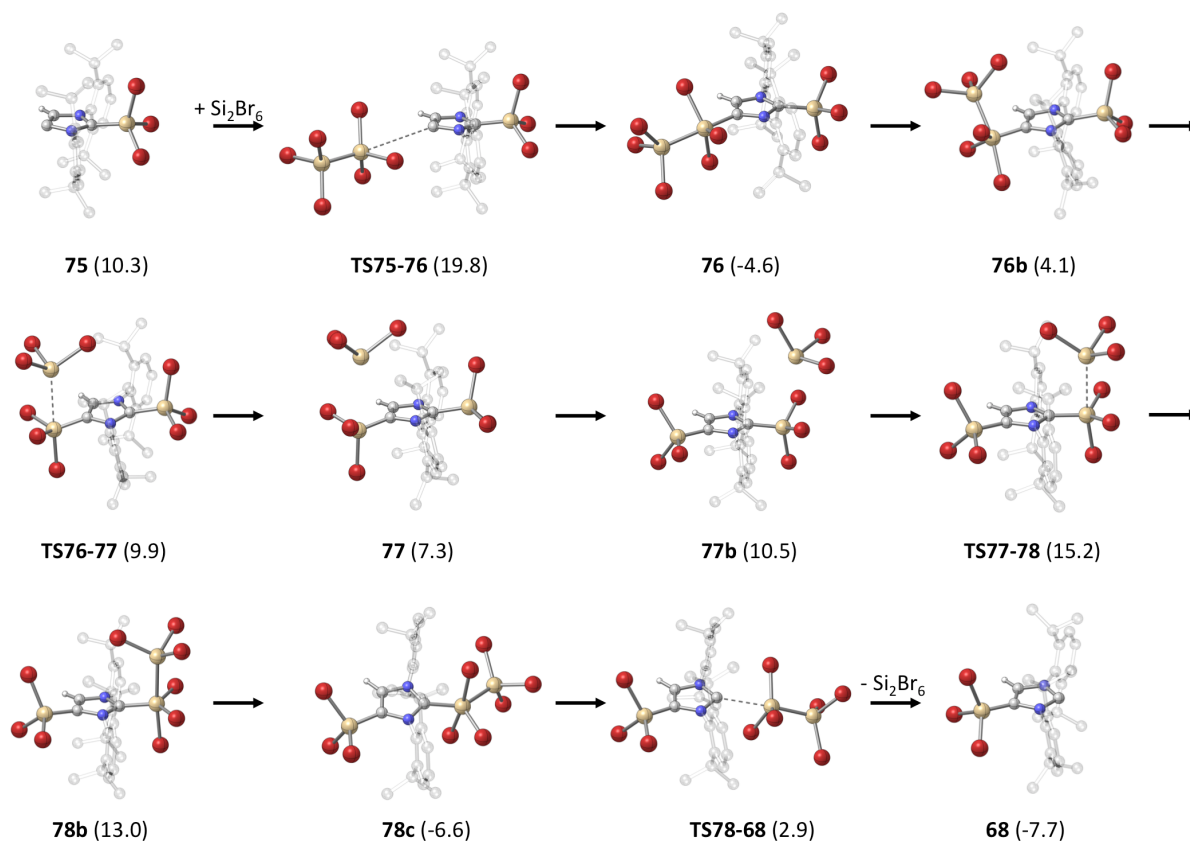 + Si₂Br₆
75 (10.3)
TS75-76 (19.8)
76 (-4.6)
76b (4.1)
TS76-77 (9.9)
77 (7.3)
77b (10.5)
TS77-78 (15.2)
- Si₂Br₆
78b (13.0)
78c (-6.6)
TS78-68 (2.9)
68 (-7.7)